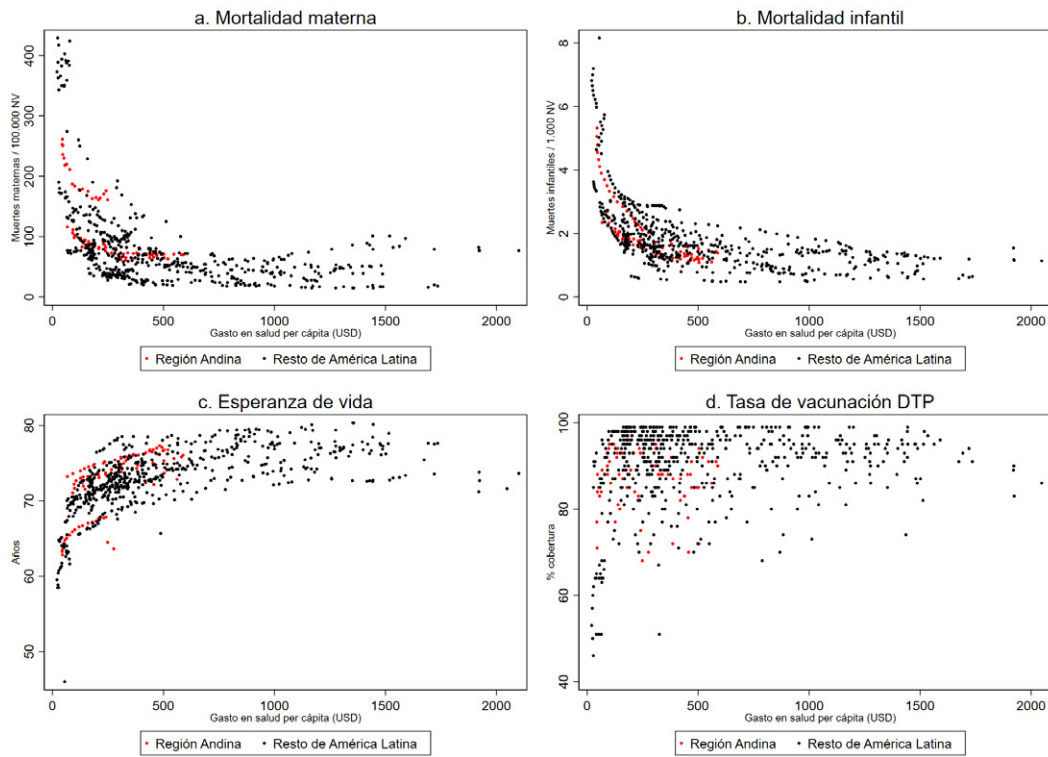 a. Mortalidad materna
Muertes maternas / 100.000 NV
400
300
200
100
0
0 500 1000 1500 2000
Gasto en salud per cápita (USD)
Región Andina Resto de América Latina
b. Mortalidad infantil
Muertes infantiles / 1.000 NV
8
6
4
2
0
0 500 1000 1500 2000
Gasto en salud per cápita (USD)
Región Andina Resto de América Latina
c. Esperanza de vida
Años
80
70
60
50
0 500 1000 1500 2000
Gasto en salud per cápita (USD)
Región Andina Resto de América Latina
d. Tasa de vacunación DTP
% cobertura
100
80
60
40
0 500 1000 1500 2000
Gasto en salud per cápita (USD)
Región Andina Resto de América Latina